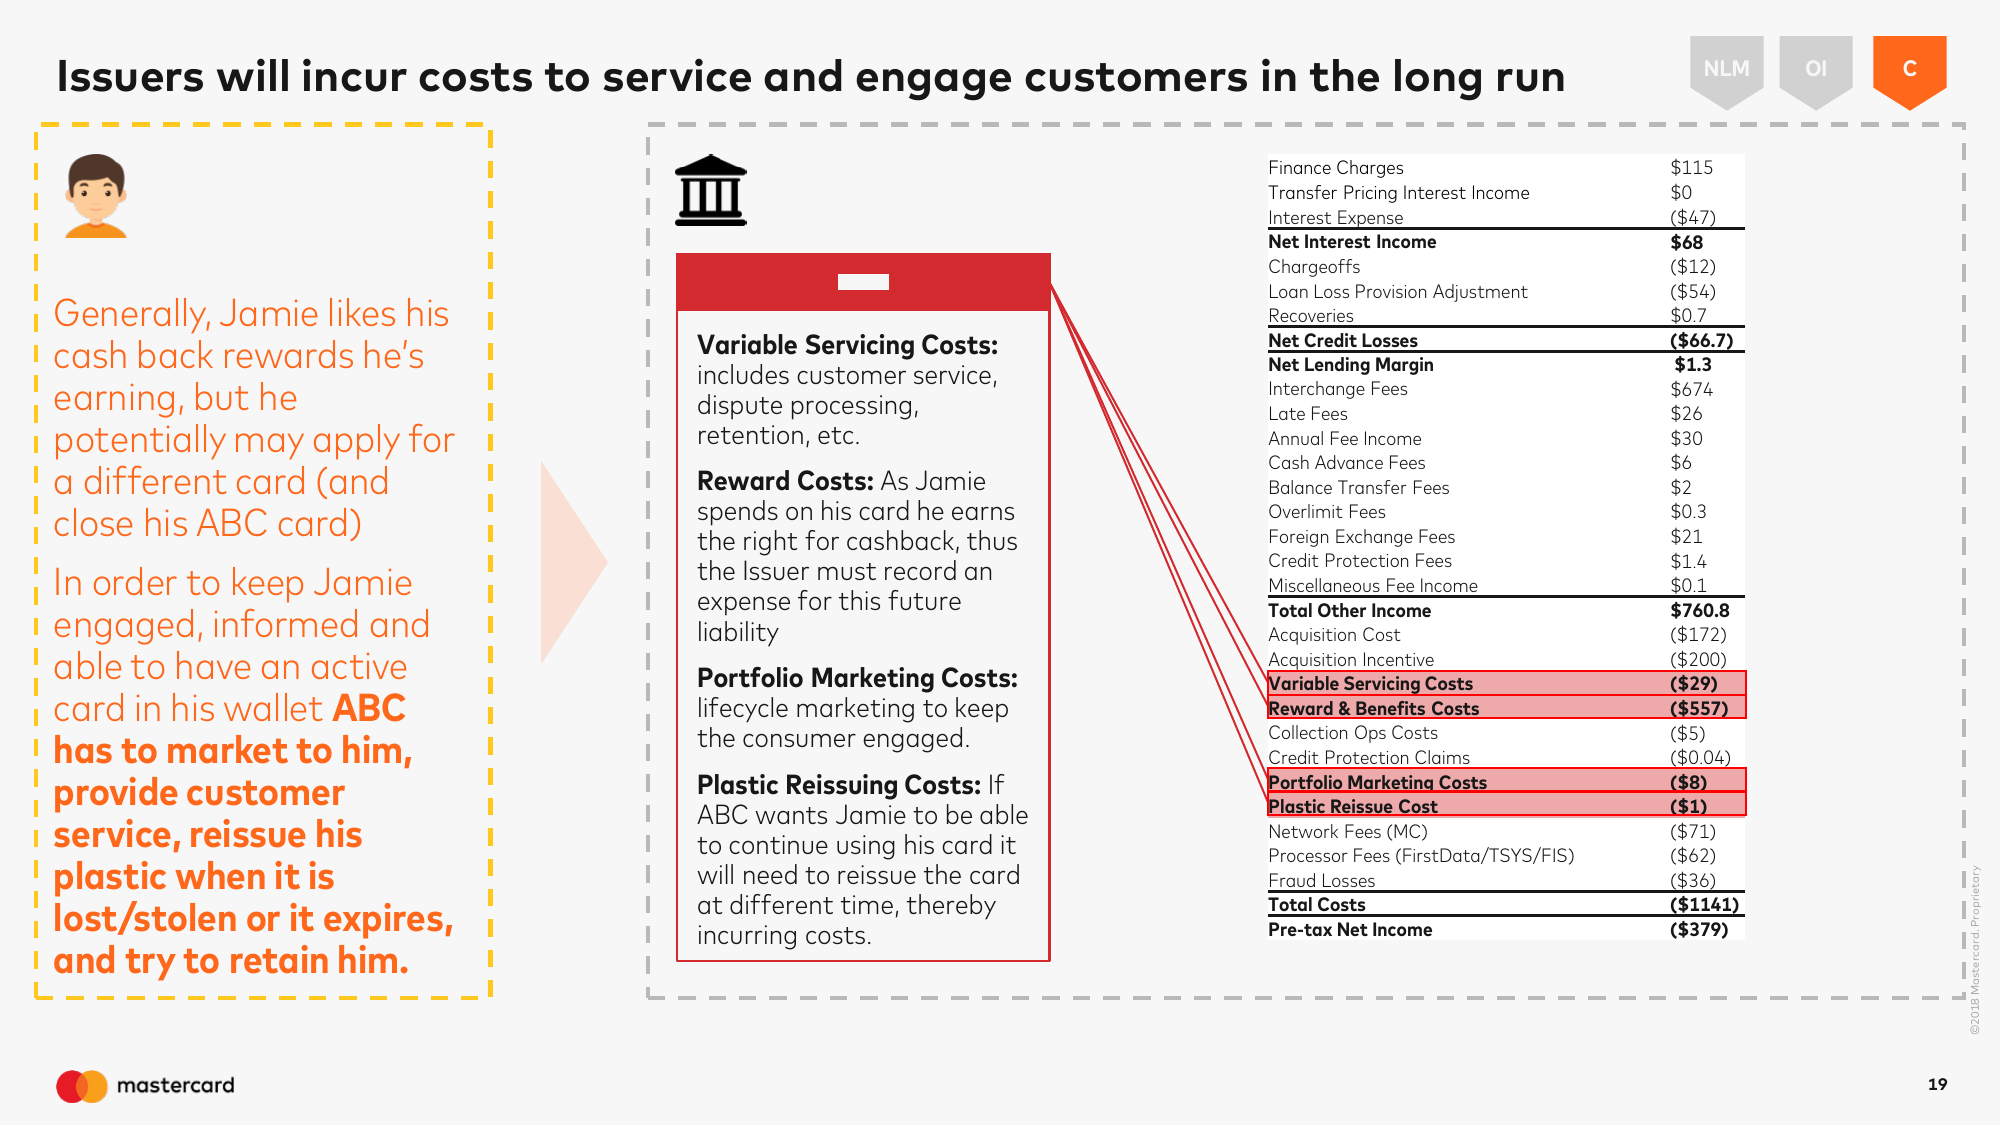 Issuers will incur costs to service and engage customers in the long run
NLM
OI
C
Generally, Jamie likes his
cash back rewards he’s
earning, but he
potentially may apply for
a different card (and
close his ABC card)
In order to keep Jamie
engaged, informed and
able to have an active
card in his wallet ABC
has to market to him,
provide customer
service, reissue his
plastic when it is
lost/stolen or it expires,
and try to retain him.
Variable Servicing Costs:
includes customer service,
dispute processing,
retention, etc.
Reward Costs: As Jamie
spends on his card he earns
the right for cashback, thus
the Issuer must record an
expense for this future
liability
Portfolio Marketing Costs:
lifecycle marketing to keep
the consumer engaged.
Plastic Reissuing Costs: If
ABC wants Jamie to be able
to continue using his card it
will need to reissue the card
at different time, thereby
incurring costs.
Finance Charges $115
Transfer Pricing Interest Income $0
Interest Expense ($47)
Net Interest Income $68
Chargeoffs ($12)
Loan Loss Provision Adjustment ($54)
Recoveries $0.7
Net Credit Losses ($66.7)
Net Lending Margin $1.3
Interchange Fees $674
Late Fees $26
Annual Fee Income $30
Cash Advance Fees $6
Balance Transfer Fees $2
Overlimit Fees $0.3
Foreign Exchange Fees $21
Credit Protection Fees $1.4
Miscellaneous Fee Income $0.1
Total Other Income $760.8
Acquisition Cost ($172)
Acquisition Incentive ($200)
Variable Servicing Costs ($29)
Reward & Benefits Costs ($557)
Collection Ops Costs ($5)
Credit Protection Claims ($0.04)
Portfolio Marketing Costs ($8)
Plastic Reissue Cost ($1)
Network Fees (MC) ($71)
Processor Fees (FirstData/TSYS/FIS) ($62)
Fraud Losses ($36)
Total Costs ($1141)
Pre-tax Net Income ($379)
©2018 Mastercard. Proprietary
mastercard
19